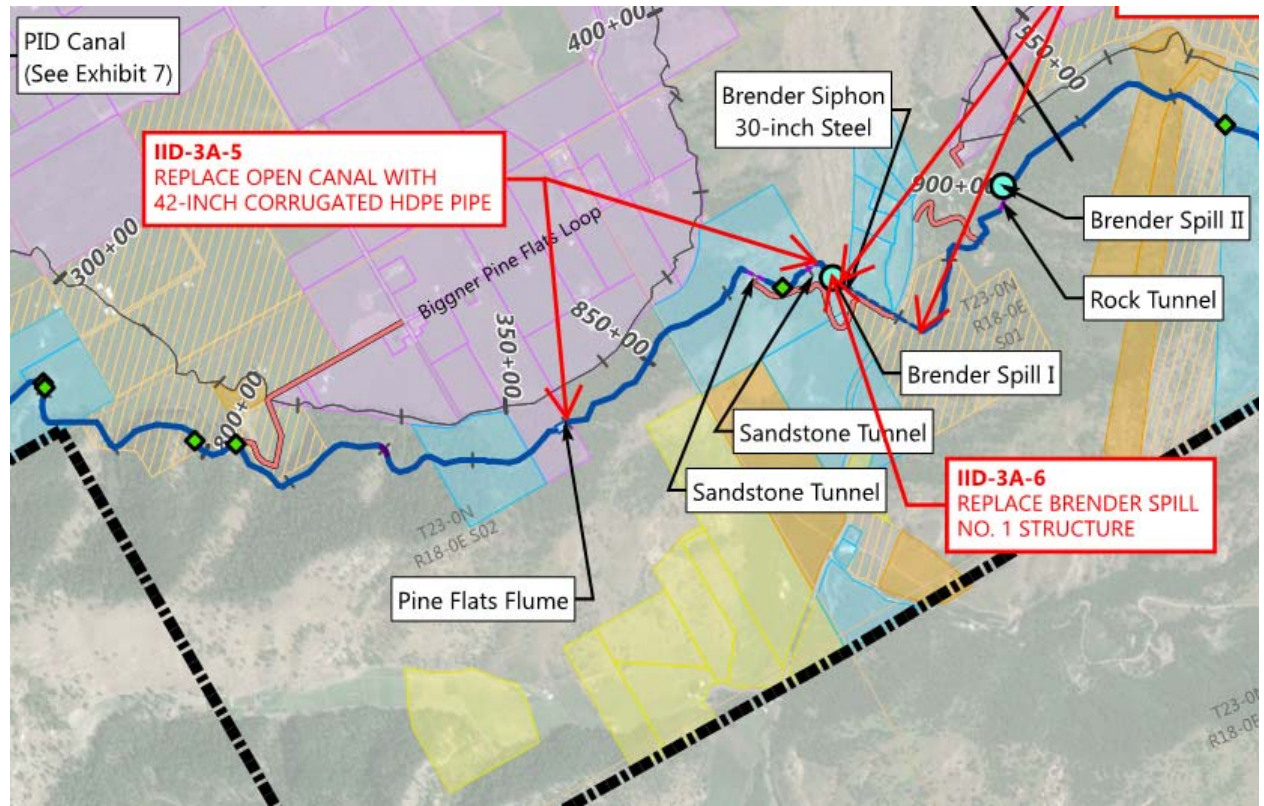 PID Canal
(See Exhibit 7)
400+00
550+00
Brender Siphon
30-inch Steel
IID-3A-5
REPLACE OPEN CANAL WITH
42-INCH CORRUGATED HDPE PIPE
900+00
Brender Spill II
Rock Tunnel
300+00
Biggner Pine Flats Loop
350+00
850+00
T23-0N
R18-0E
S01
Brender Spill I
800+00
Sandstone Tunnel
Sandstone Tunnel
IID-3A-6
REPLACE BRENDER SPILL
NO. 1 STRUCTURE
T23-0N
R18-0E S02
Pine Flats Flume
T23-0N